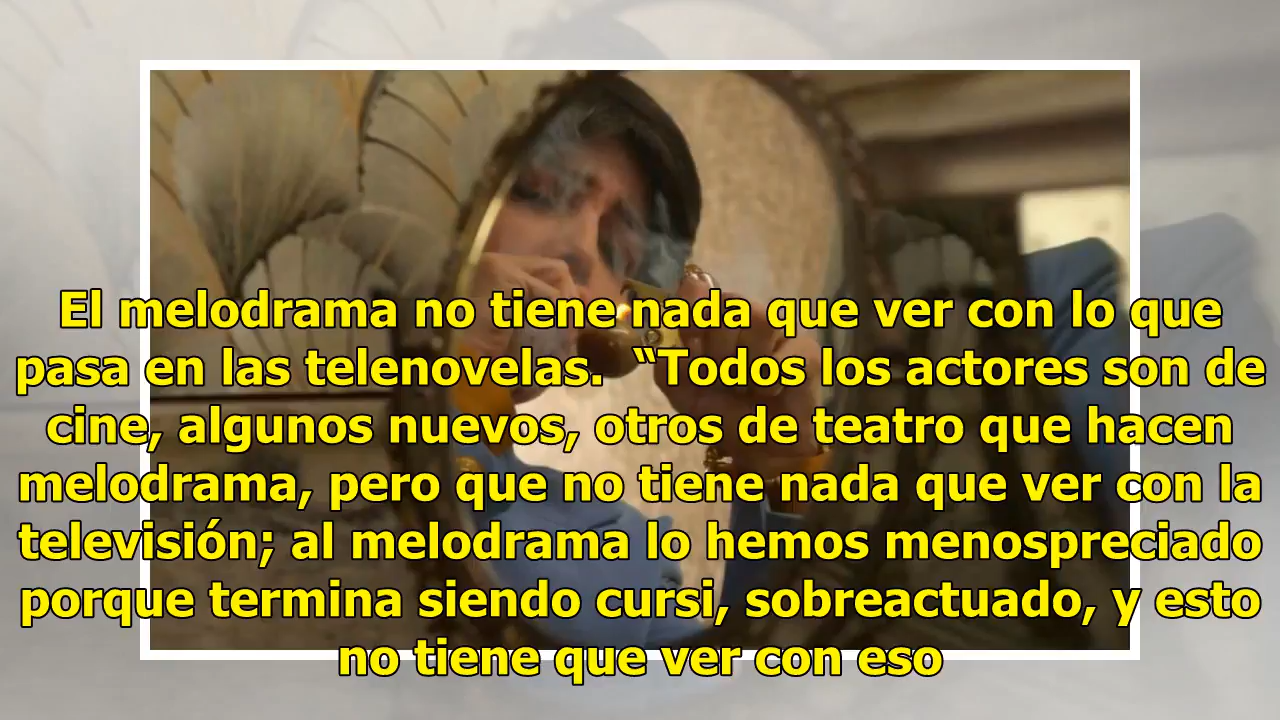 El melodrama no tiene nada que ver con lo que
pasa en las telenovelas.  “Todos los actores son de
cine, algunos nuevos, otros de teatro que hacen
melodrama, pero que no tiene nada que ver con la
televisión; al melodrama lo hemos menospreciado
porque termina siendo cursi, sobreactuado, y esto
no tiene que ver con eso